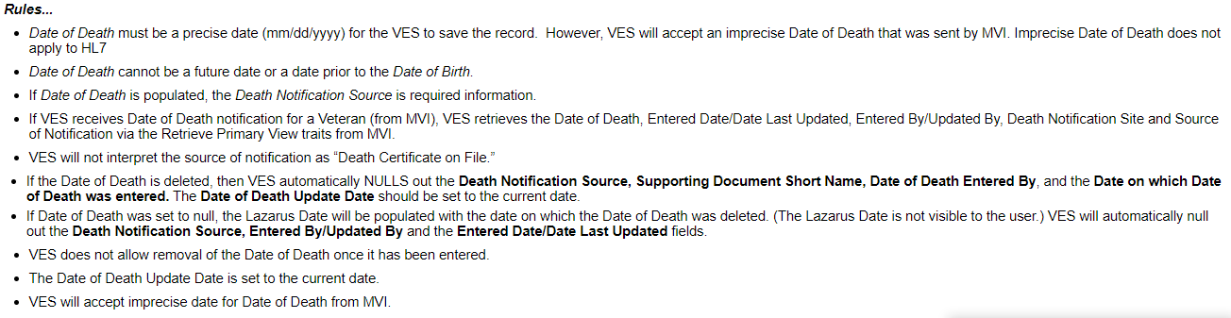 Rules...
• Date of Death must be a precise date (mm/dd/yyyy) for the VES to save the record.  However, VES will accept an imprecise Date of Death that was sent by MVI. Imprecise Date of Death does not
apply to HL7
• Date of Death cannot be a future date or a date prior to the Date of Birth.
• If Date of Death is populated, the Death Notification Source is required information.
• If VES receives Date of Death notification for a Veteran (from MVI), VES retrieves the Date of Death, Entered Date/Date Last Updated, Entered By/Updated By, Death Notification Site and Source
of Notification via the Retrieve Primary View traits from MVI.
• VES will not interpret the source of notification as “Death Certificate on File.”
• If the Date of Death is deleted, then VES automatically NULLS out the Death Notification Source, Supporting Document Short Name, Date of Death Entered By, and the Date on which Date
of Death was entered. The Date of Death Update Date should be set to the current date.
• If Date of Death was set to null, the Lazarus Date will be populated with the date on which the Date of Death was deleted. (The Lazarus Date is not visible to the user.) VES will automatically null
out the Death Notification Source, Entered By/Updated By and the Entered Date/Date Last Updated fields.
• VES does not allow removal of the Date of Death once it has been entered.
• The Date of Death Update Date is set to the current date.
• VES will accept imprecise date for Date of Death from MVI.